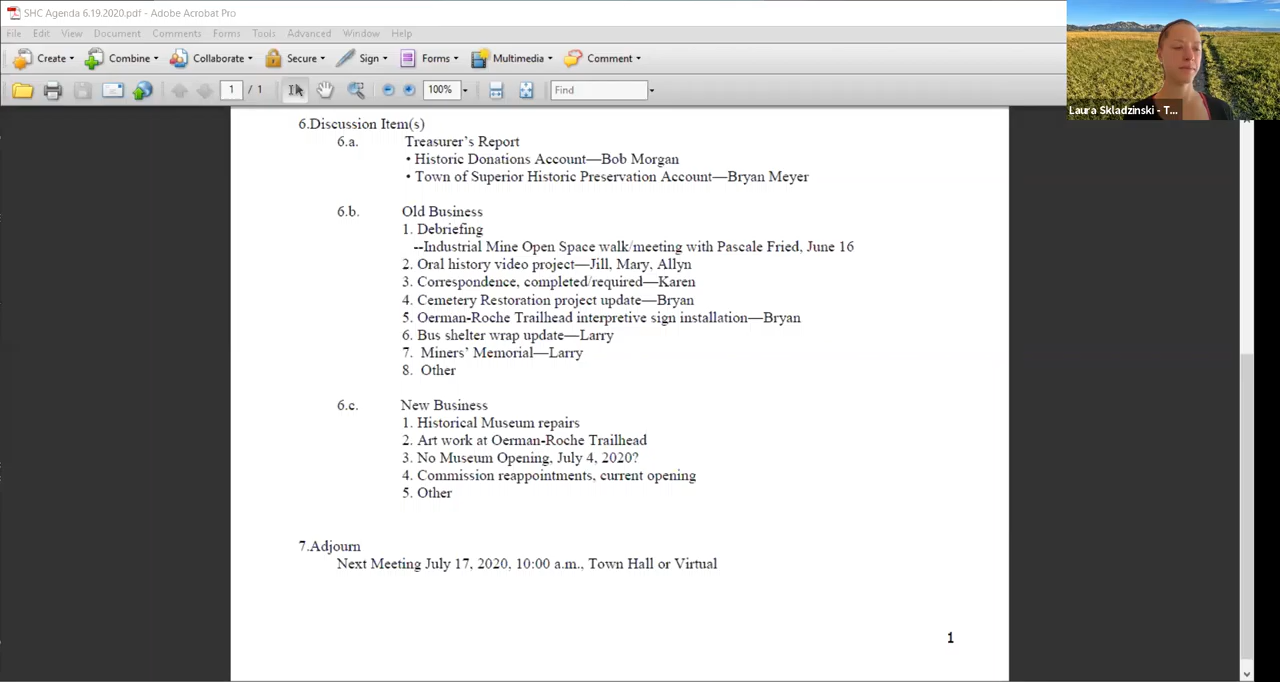 SHC Agenda 6.19.2020.pdf - Adobe Acrobat Pro
File Edit View Document Comments Forms Tools Advanced Window Help
Create Combine Collaborate Secure Sign Forms Multimedia Comment
1 / 1 100% Find
Laura Skladzinski - T...
6.Discussion Item(s)
6.a. Treasurer's Report
• Historic Donations Account—Bob Morgan
• Town of Superior Historic Preservation Account—Bryan Meyer
6.b. Old Business
1. Debriefing
--Industrial Mine Open Space walk/meeting with Pascale Fried, June 16
2. Oral history video project—Jill, Mary, Allyn
3. Correspondence, completed/required—Karen
4. Cemetery Restoration project update—Bryan
5. Oerman-Roche Trailhead interpretive sign installation—Bryan
6. Bus shelter wrap update—Larry
7. Miners' Memorial—Larry
8. Other
6.c. New Business
1. Historical Museum repairs
2. Art work at Oerman-Roche Trailhead
3. No Museum Opening, July 4, 2020?
4. Commission reappointments, current opening
5. Other
7.Adjourn
Next Meeting July 17, 2020, 10:00 a.m., Town Hall or Virtual
1